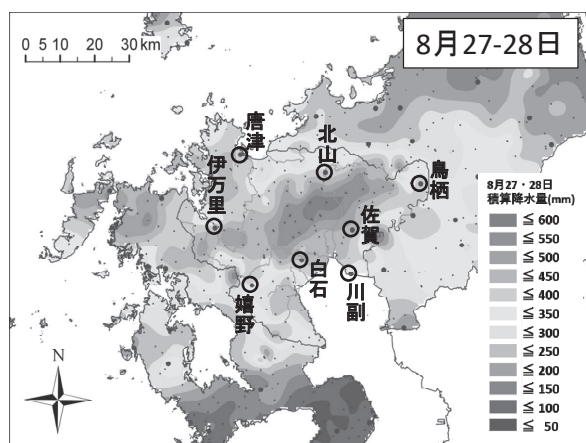 8月27-28日
0 5 10 20 30 km
唐津
北山
鳥栖
伊万里
佐賀
白石
川副
嬉野
8月27・28日
積算降水量(mm)
≦ 600
≦ 550
≦ 500
≦ 450
≦ 400
≦ 350
≦ 300
≦ 250
≦ 200
≦ 150
≦ 100
≦ 50
N